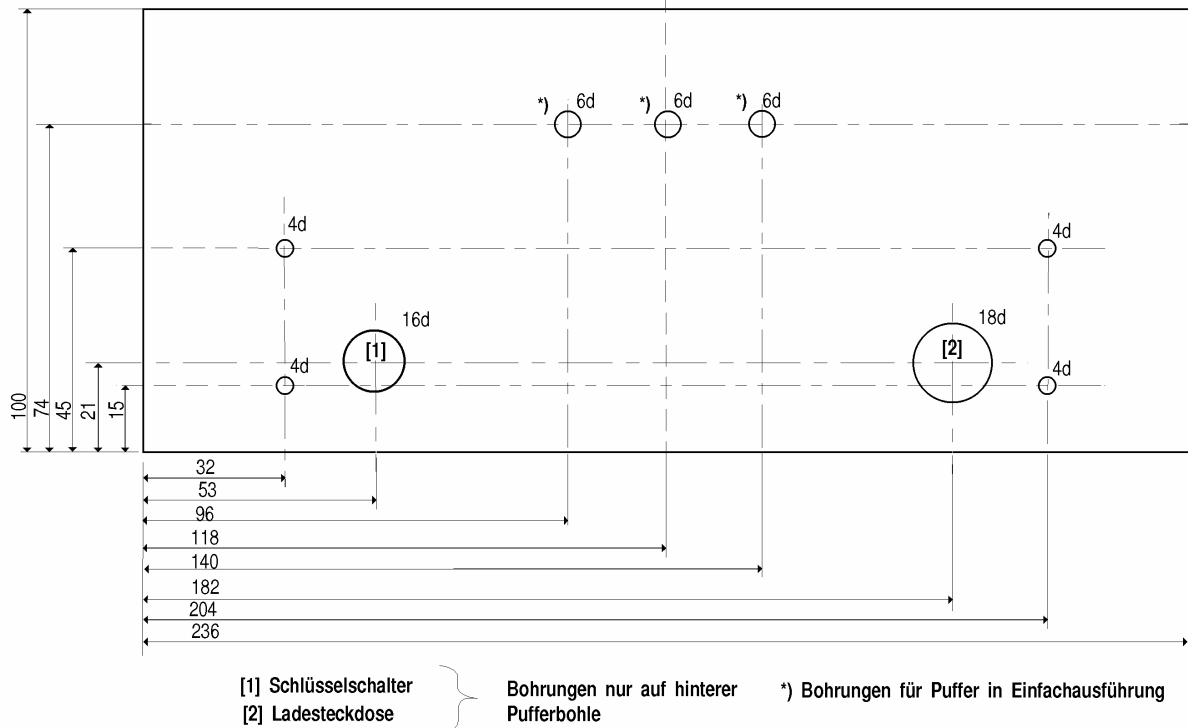 *) 6d *) 6d *) 6d
4d 4d
16d 18d
[1] [2]
4d 4d
100
74
45
21
15
32
53
96
118
140
182
204
236
[1] Schlüsselschalter
[2] Ladesteckdose
Bohrungen nur auf hinterer
Pufferbohle
*) Bohrungen für Puffer in Einfachausführung